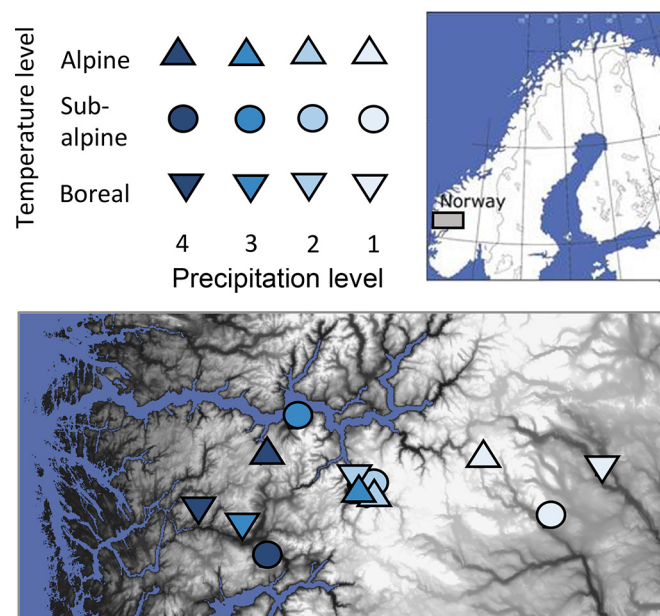 Temperature level
Alpine
Sub-
alpine
Boreal
4 3 2 1
Precipitation level
Norway